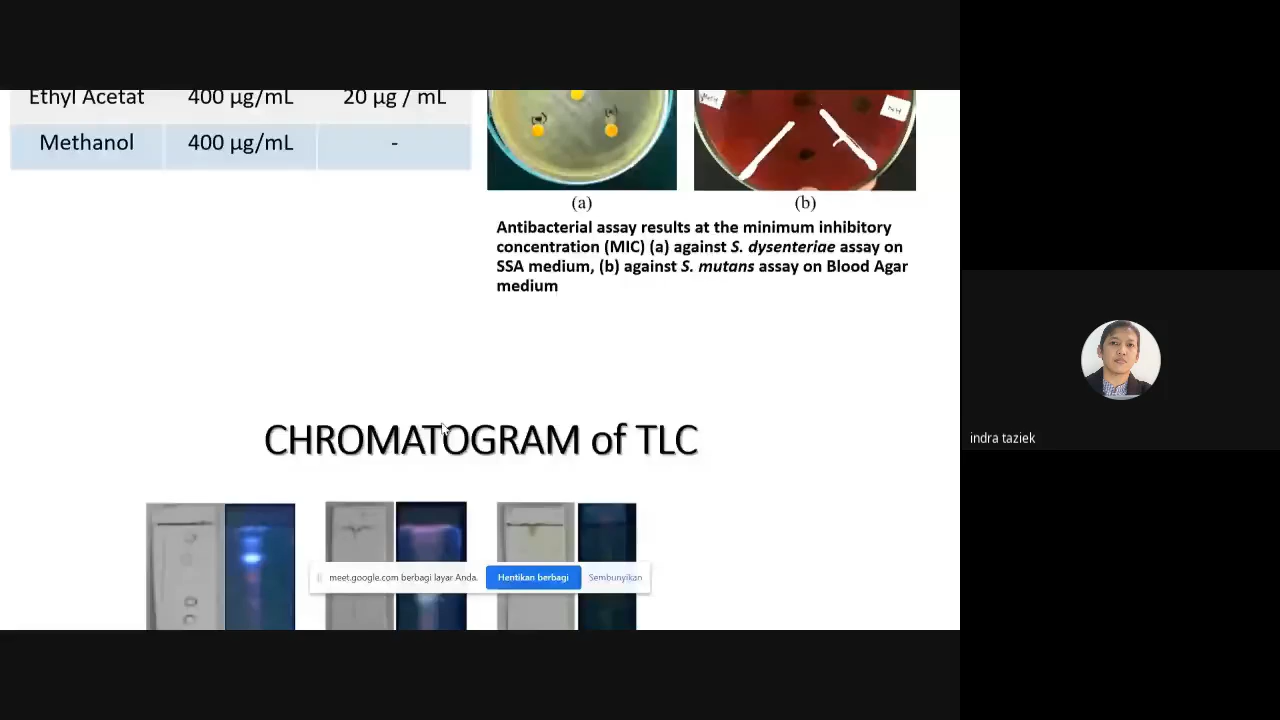 Ethyl Acetat 400 µg/mL 20 µg / mL
Methanol 400 µg/mL -
(a) (b)
Antibacterial assay results at the minimum inhibitory
concentration (MIC) (a) against S. dysenteriae assay on
SSA medium, (b) against S. mutans assay on Blood Agar
medium
CHROMATOGRAM of TLC
meet.google.com berbagi layar Anda.
Hentikan berbagi
Sembunyikan
indra taziek